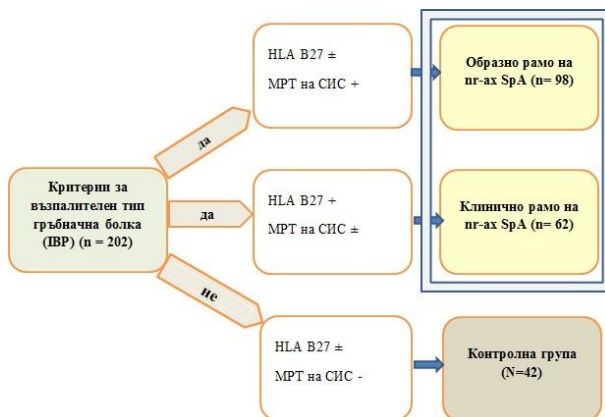 Критерии за
възпалителен тип
гръбначна болка
(IBP) (n = 202)
да
HLA B27 ±
МРТ на СИС +
Образно рамо на
nr-ax SpA (n= 98)
да
HLA B27 +
МРТ на СИС ±
Клинично рамо на
nr-ax SpA (n= 62)
не
HLA B27 ±
МРТ на СИС -
Контролна група
(N=42)